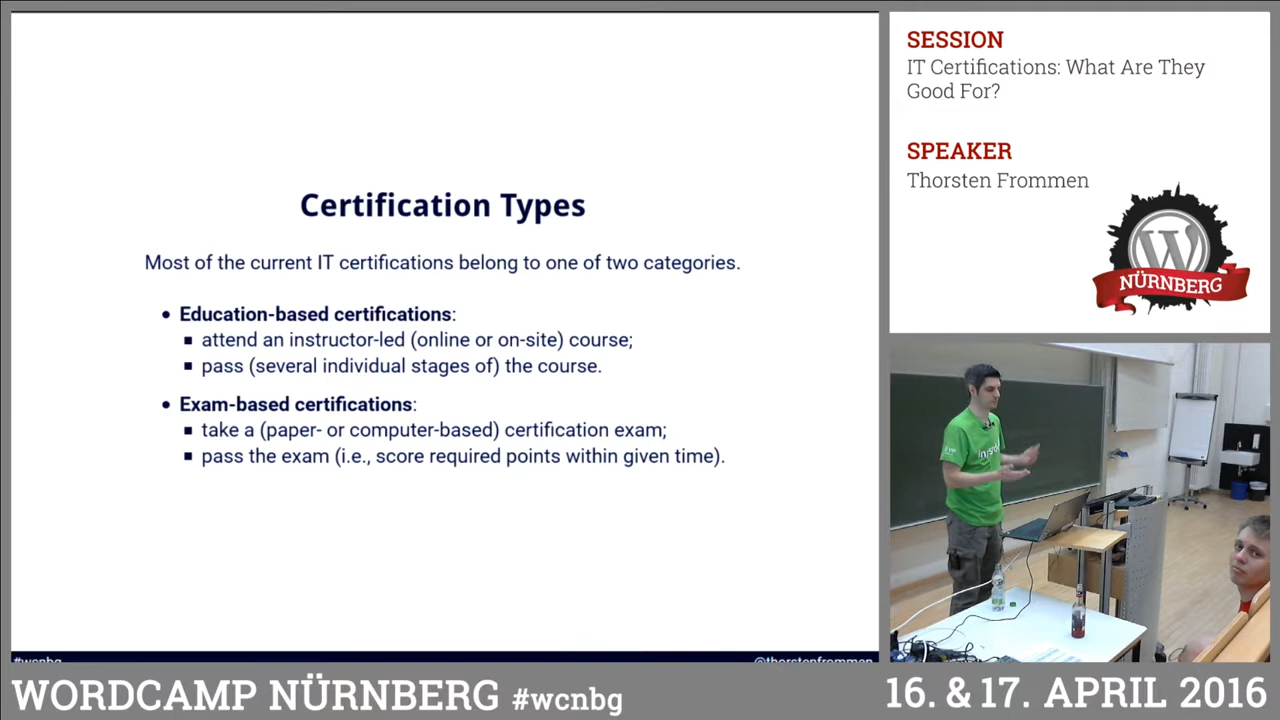 Certification Types
Most of the current IT certifications belong to one of two categories.
• Education-based certifications:
▪ attend an instructor-led (online or on-site) course;
▪ pass (several individual stages of) the course.
• Exam-based certifications:
▪ take a (paper- or computer-based) certification exam;
▪ pass the exam (i.e., score required points within given time).
#wcnbg
@thorstenfrommen
SESSION
IT Certifications: What Are They
Good For?
SPEAKER
Thorsten Frommen
W
NÜRNBERG
WORDCAMP NÜRNBERG #wcnbg
16. & 17. APRIL 2016